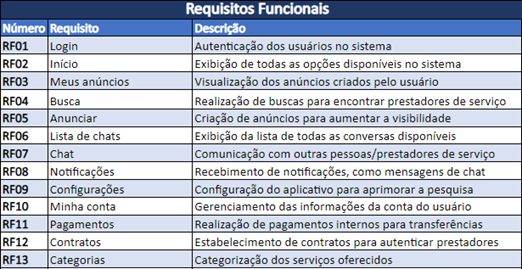 Requisitos Funcionais
Número Requisito Descrição
RF01 Login Autenticação dos usuários no sistema
RF02 Início Exibição de todas as opções disponíveis no sistema
RF03 Meus anúncios Visualização dos anúncios criados pelo usuário
RF04 Busca Realização de buscas para encontrar prestadores de serviço
RF05 Anunciar Criação de anúncios para aumentar a visibilidade
RF06 Lista de chats Exibição da lista de todas as conversas disponíveis
RF07 Chat Comunicação com outras pessoas/prestadores de serviço
RF08 Notificações Recebimento de notificações, como mensagens de chat
RF09 Configurações Configuração do aplicativo para aprimorar a pesquisa
RF10 Minha conta Gerenciamento das informações da conta do usuário
RF11 Pagamentos Realização de pagamentos internos para transferências
RF12 Contratos Estabelecimento de contratos para autenticar prestadores
RF13 Categorias Categorização dos serviços oferecidos